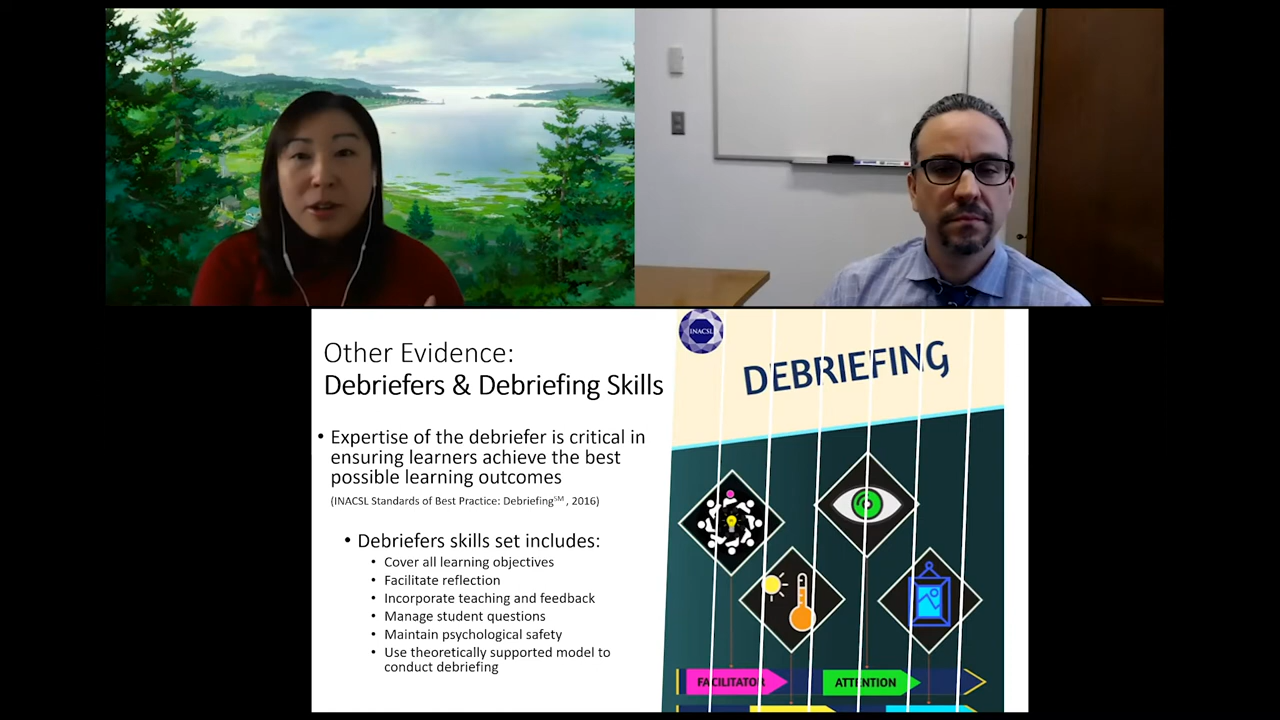 Other Evidence:
Debriefers & Debriefing Skills
• Expertise of the debriefer is critical in
ensuring learners achieve the best
possible learning outcomes
(INACSL Standards of Best Practice: Debriefing℠, 2016)
• Debriefers skills set includes:
• Cover all learning objectives
• Facilitate reflection
• Incorporate teaching and feedback
• Manage student questions
• Maintain psychological safety
• Use theoretically supported model to
conduct debriefing
INACSL
DEBRIEFING
FACILITATOR
ATTENTION